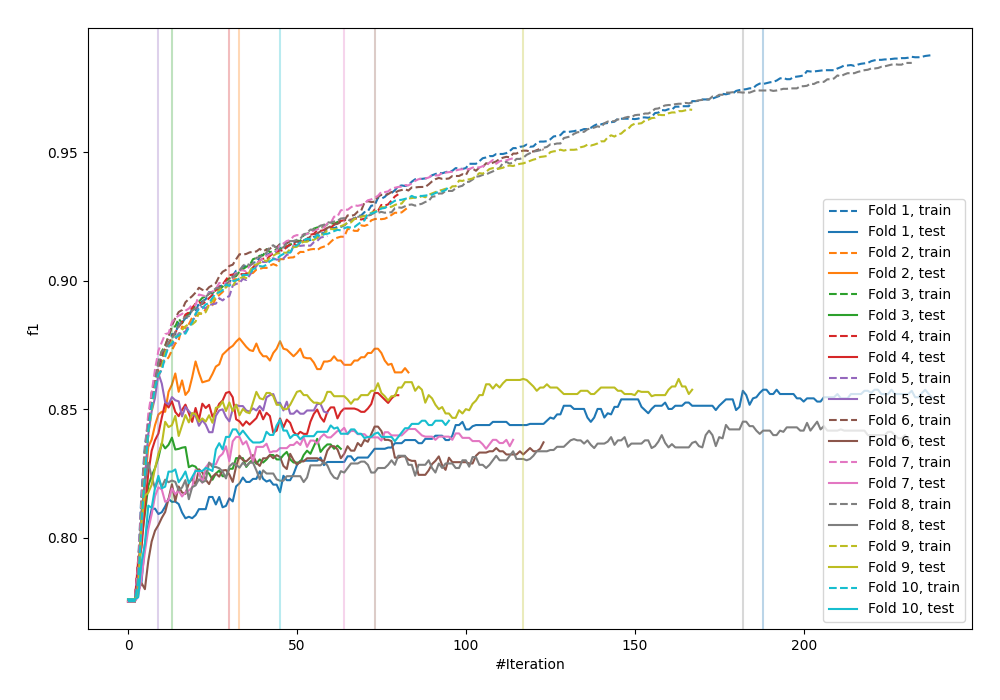 0.95
0.90
0.85
0.80
f1
0
50
100
150
200
#Iteration
Fold 1, train
Fold 1, test
Fold 2, train
Fold 2, test
Fold 3, train
Fold 3, test
Fold 4, train
Fold 4, test
Fold 5, train
Fold 5, test
Fold 6, train
Fold 6, test
Fold 7, train
Fold 7, test
Fold 8, train
Fold 8, test
Fold 9, train
Fold 9, test
Fold 10, train
Fold 10, test